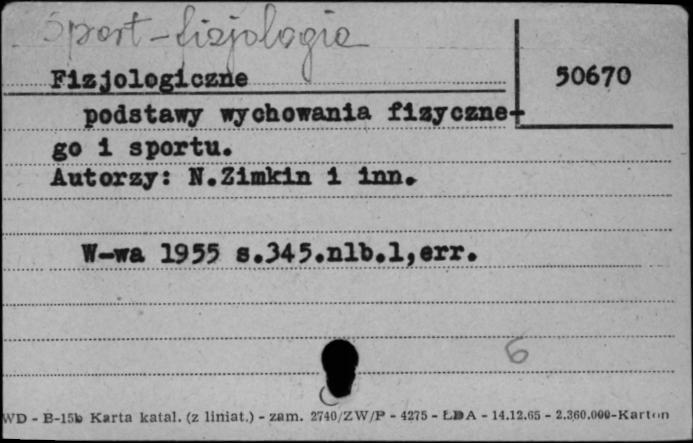 Sport - fizjologia
Fizjologiczne
50670
podstawy wychowania fizyczne-
go i sportu.
Autorzy: N.Zimkin i inn.
W-wa 1955 s.345.nlb.1,err.
6
WD - B-15b Karta katal. (z liniat.) - zam. 2740/ZW/P - 4275 - ŁDA - 14.12.65 - 2.360.000-Karton